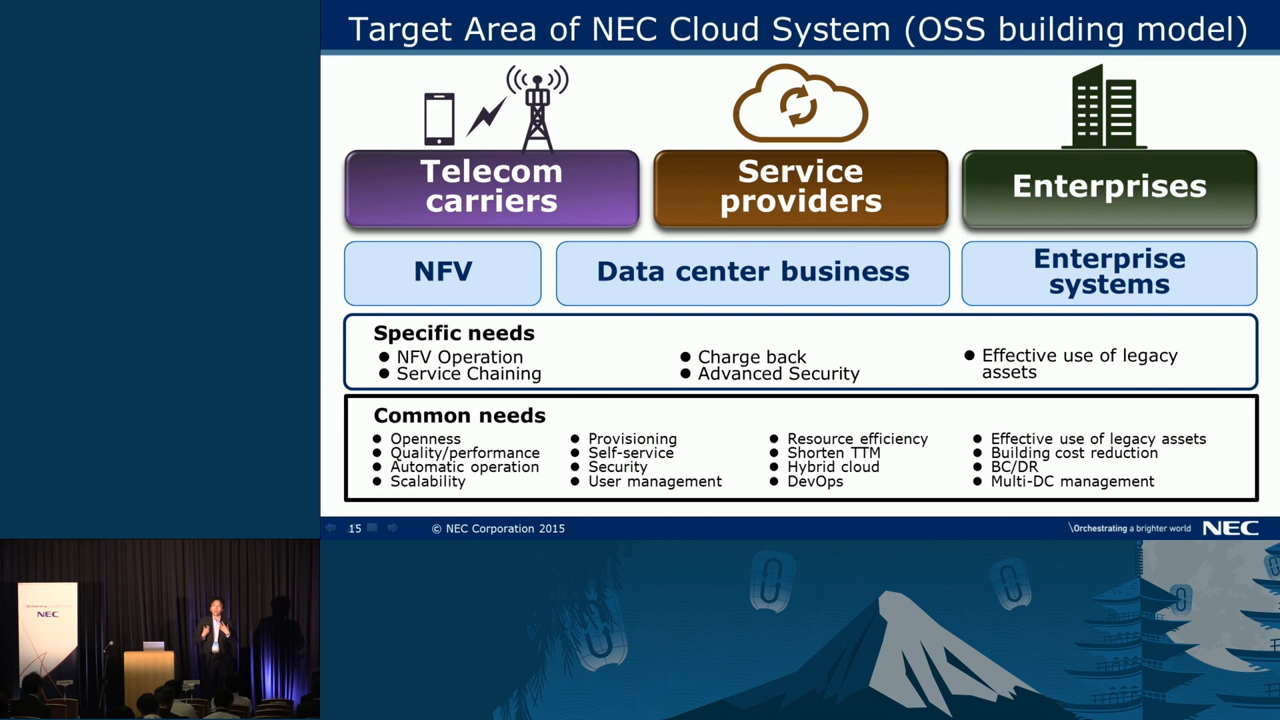 Target Area of NEC Cloud System (OSS building model)
Telecom
carriers
Service
providers
Enterprises
NFV
Data center business
Enterprise
systems
Specific needs
● NFV Operation
● Service Chaining
● Charge back
● Advanced Security
● Effective use of legacy
assets
Common needs
● Openness
● Quality/performance
● Automatic operation
● Scalability
● Provisioning
● Self-service
● Security
● User management
● Resource efficiency
● Shorten TTM
● Hybrid cloud
● DevOps
● Effective use of legacy assets
● Building cost reduction
● BC/DR
● Multi-DC management
15
© NEC Corporation 2015
\Orchestrating a brighter world
NEC
NEC